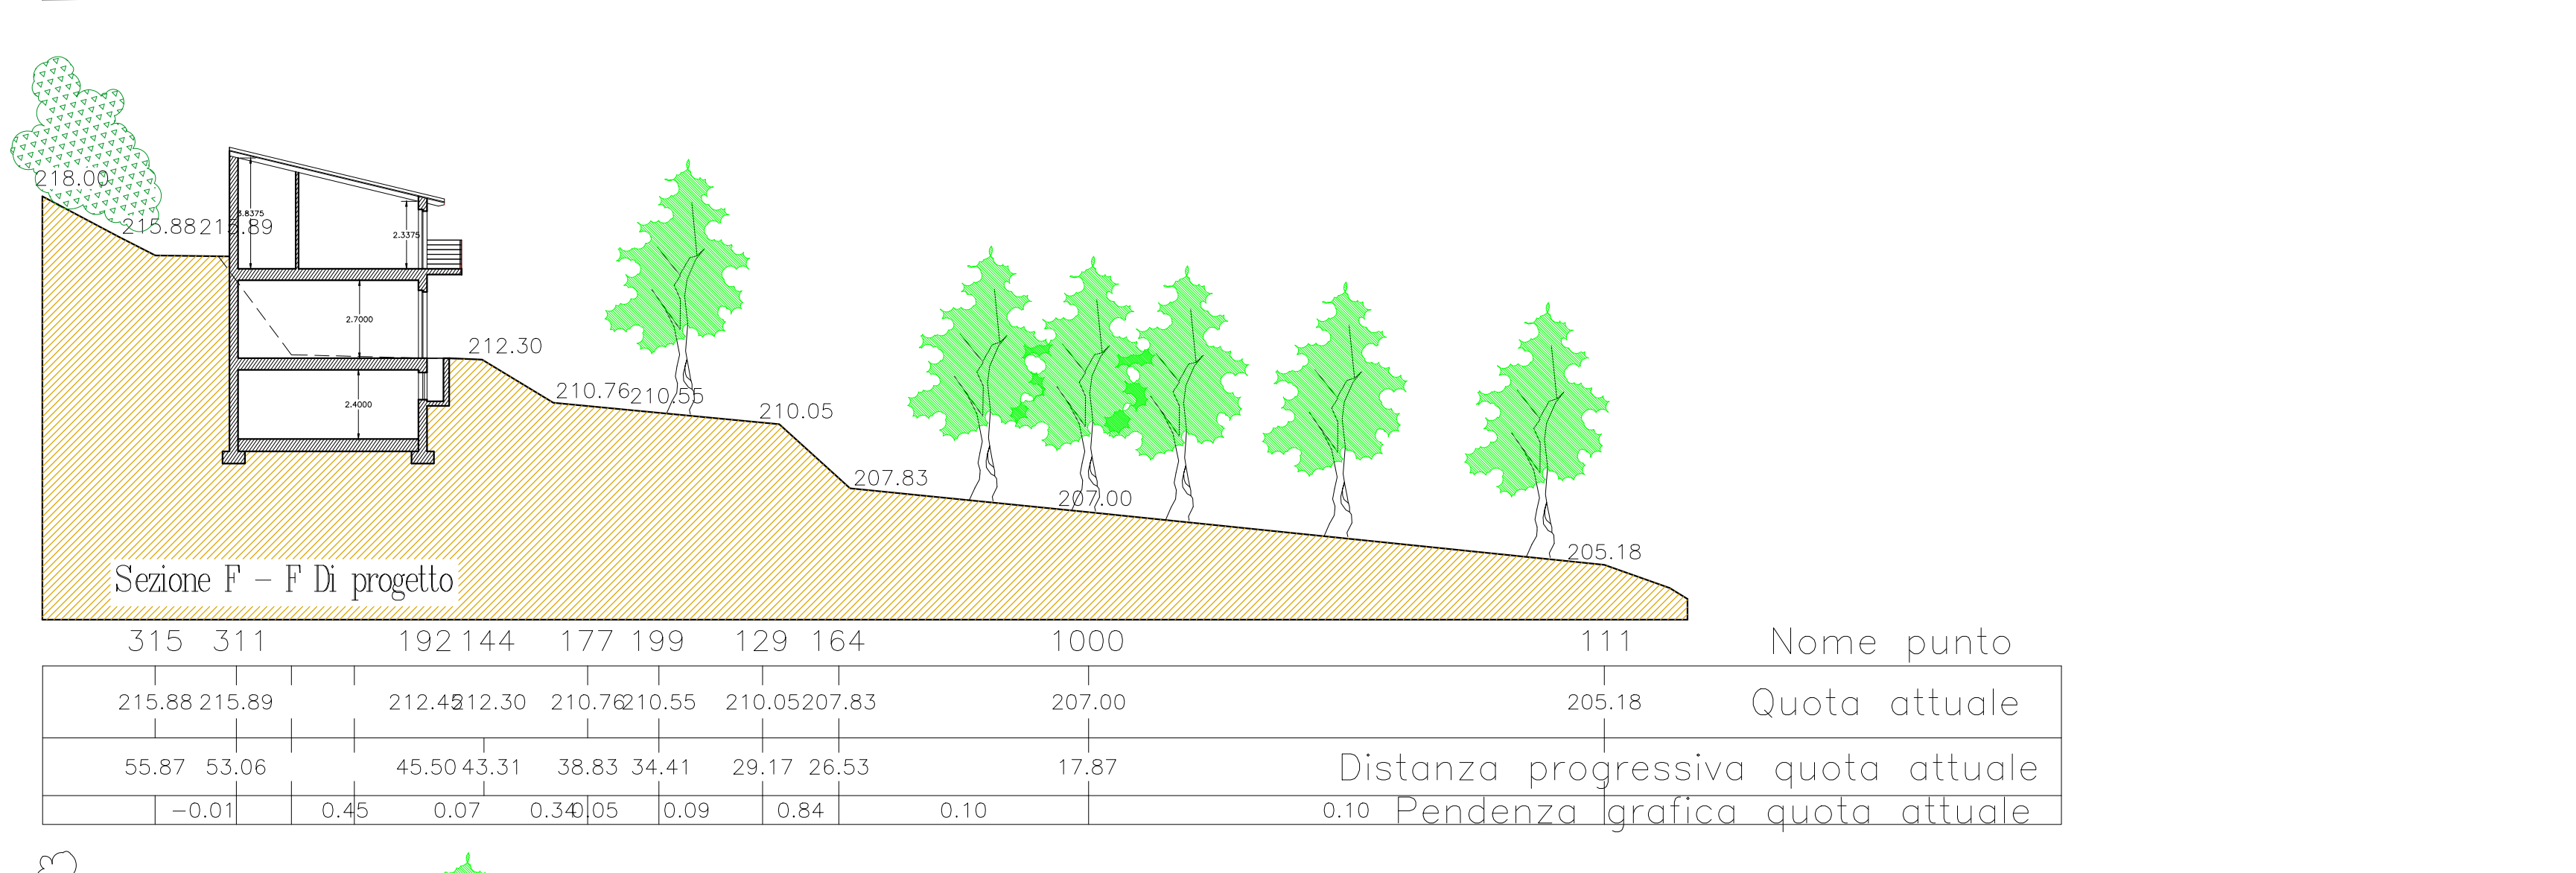 218.00
215.88 215.89
3.8375
2.3375
2.7000
212.30
2.4000
210.76 210.55
210.05
207.83
207.00
205.18
Sezione F - F Di progetto
315 311 192 144 177 199 129 164 1000 111 Nome punto
215.88 215.89 212.45 212.30 210.76 210.55 210.05 207.83 207.00 205.18 Quota attuale
55.87 53.06 45.50 43.31 38.83 34.41 29.17 26.53 17.87 Distanza progressiva quota attuale
-0.01 0.45 0.07 0.34 0.05 0.09 0.84 0.10 0.10 Pendenza grafica quota attuale
3